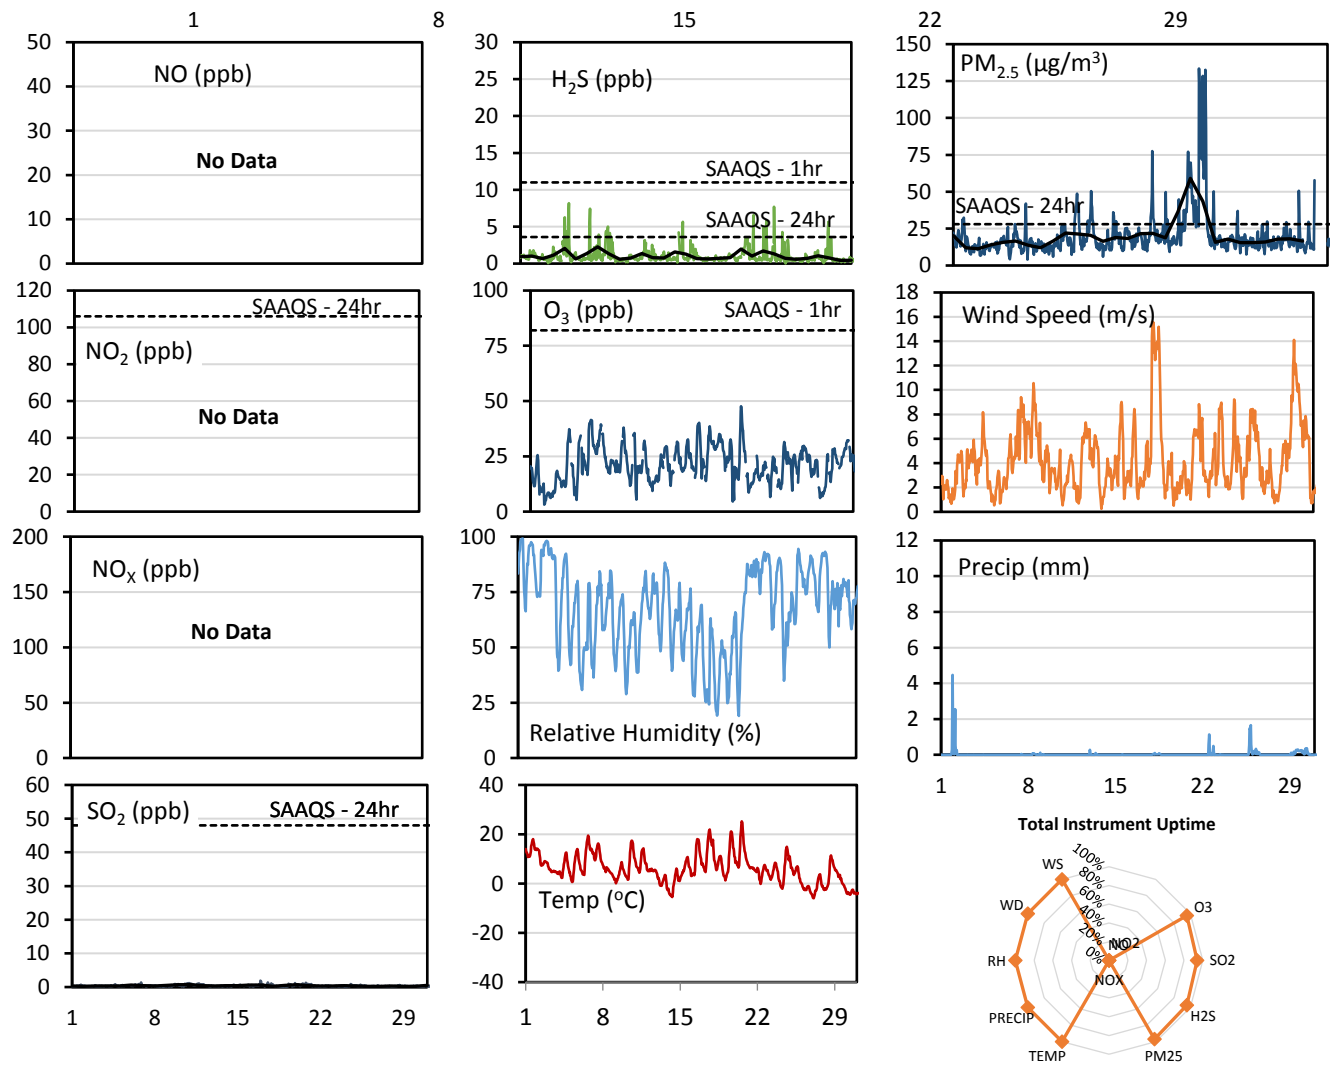 1 8 15 22 29
50
40
30
20
10
0
NO (ppb)
No Data
30
25
20
15
10
5
0
H2S (ppb)
SAAQS - 1hr
SAAQS - 24hr
150
125
100
75
50
25
0
PM2.5 (µg/m3)
SAAQS - 24hr
120
100
80
60
40
20
0
SAAQS - 24hr
NO2 (ppb)
No Data
100
75
50
25
0
O3 (ppb)
SAAQS - 1hr
18
16
14
12
10
8
6
4
2
0
Wind Speed (m/s)
200
150
100
50
0
NOX (ppb)
No Data
100
75
50
25
0
Relative Humidity (%)
12
10
8
6
4
2
0
Precip (mm)
1 8 15 22 29
60
50
40
30
20
10
0
SO2 (ppb)
SAAQS - 24hr
1 8 15 22 29
40
20
0
-20
-40
Temp (oC)
1 8 15 22 29
Total Instrument Uptime
100%
80%
60%
40%
20%
0%
NO
NO2
O3
SO2
H2S
PM25
NOX
TEMP
PRECIP
RH
WD
WS